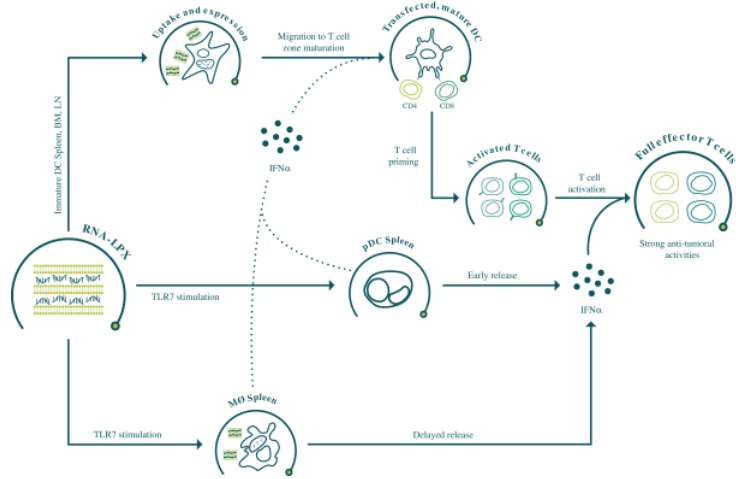 Uptake and expression
Migration to T cell
zone maturation
Transfected, mature DC
CD4
CD8
Immature DC Spleen, BM, LN
IFNα
T cell
priming
Activated T cells
T cell
activation
Full effector T cells
Strong anti-tumoral
activities
RNA-LPX
TLR7 stimulation
pDC Spleen
Early release
IFNα
MØ Spleen
TLR7 stimulation
Delayed release